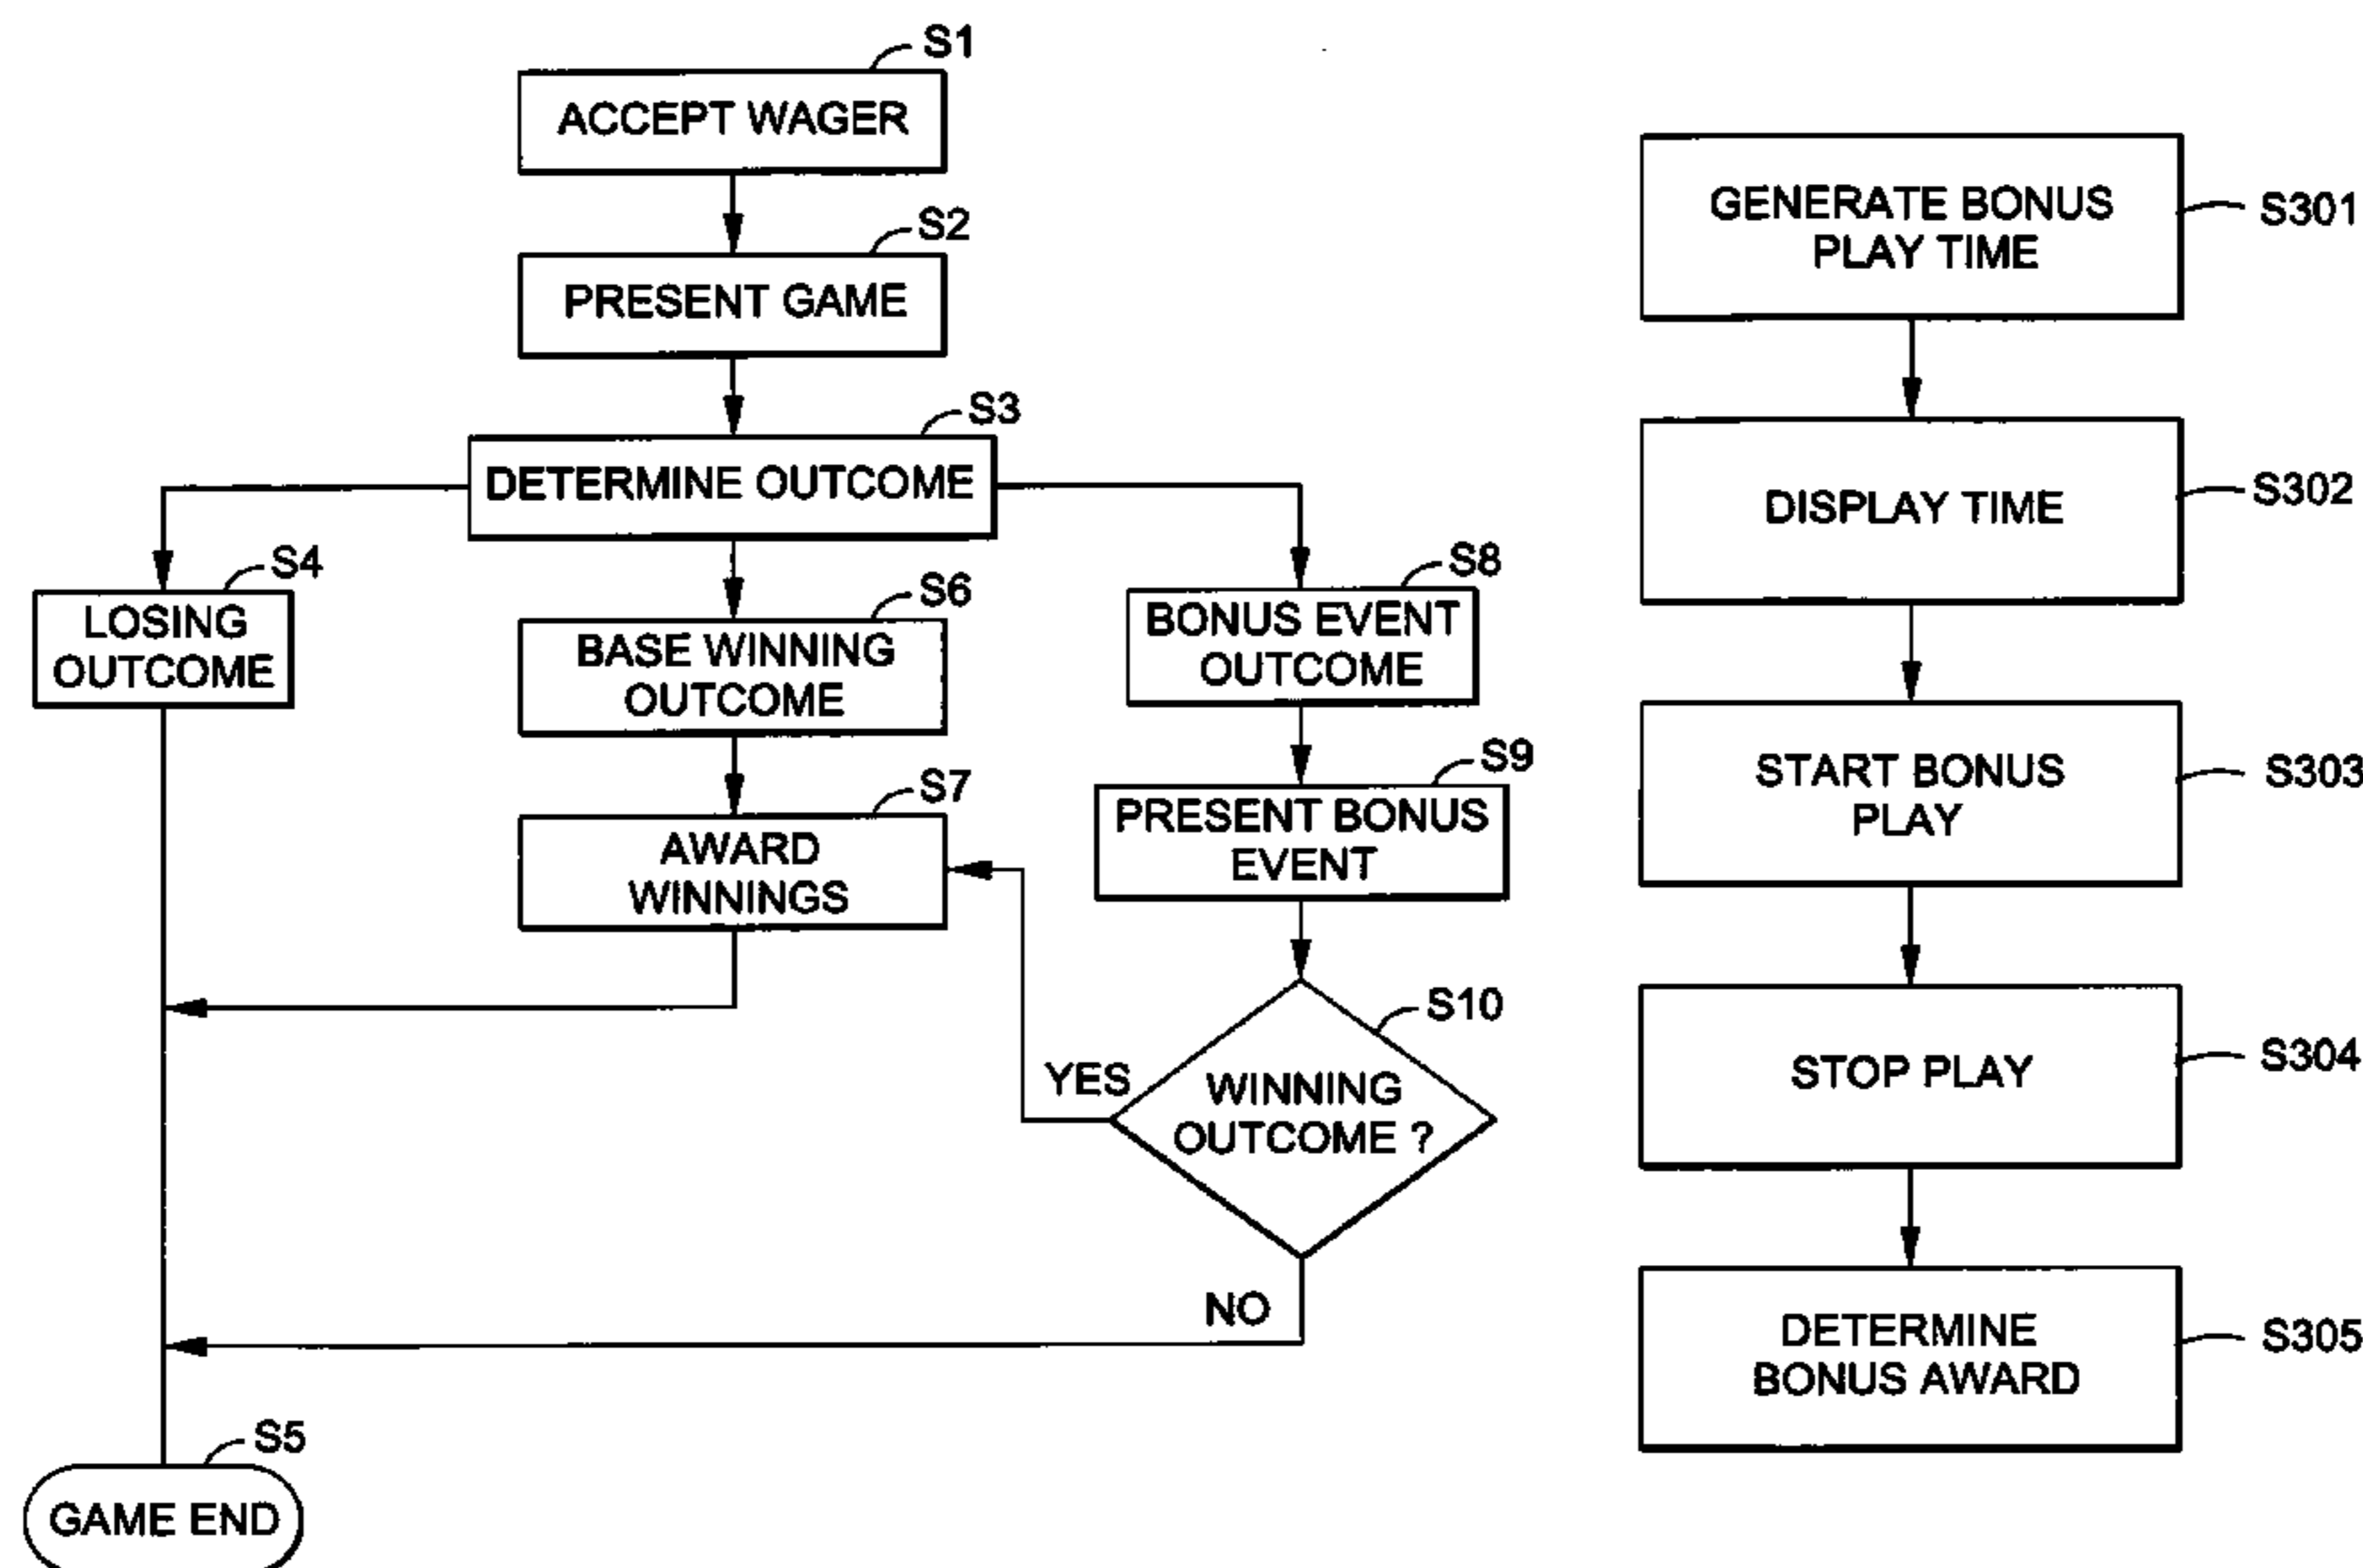 S1
ACCEPT WAGER
S2
PRESENT GAME
S3
DETERMINE OUTCOME
S4
LOSING
OUTCOME
S6
BASE WINNING
OUTCOME
S8
BONUS EVENT
OUTCOME
S7
AWARD
WINNINGS
S9
PRESENT BONUS
EVENT
S10
WINNING
OUTCOME ?
YES
NO
S5
GAME END
GENERATE BONUS
PLAY TIME
S301
DISPLAY TIME
S302
START BONUS
PLAY
S303
STOP PLAY
S304
DETERMINE
BONUS AWARD
S305